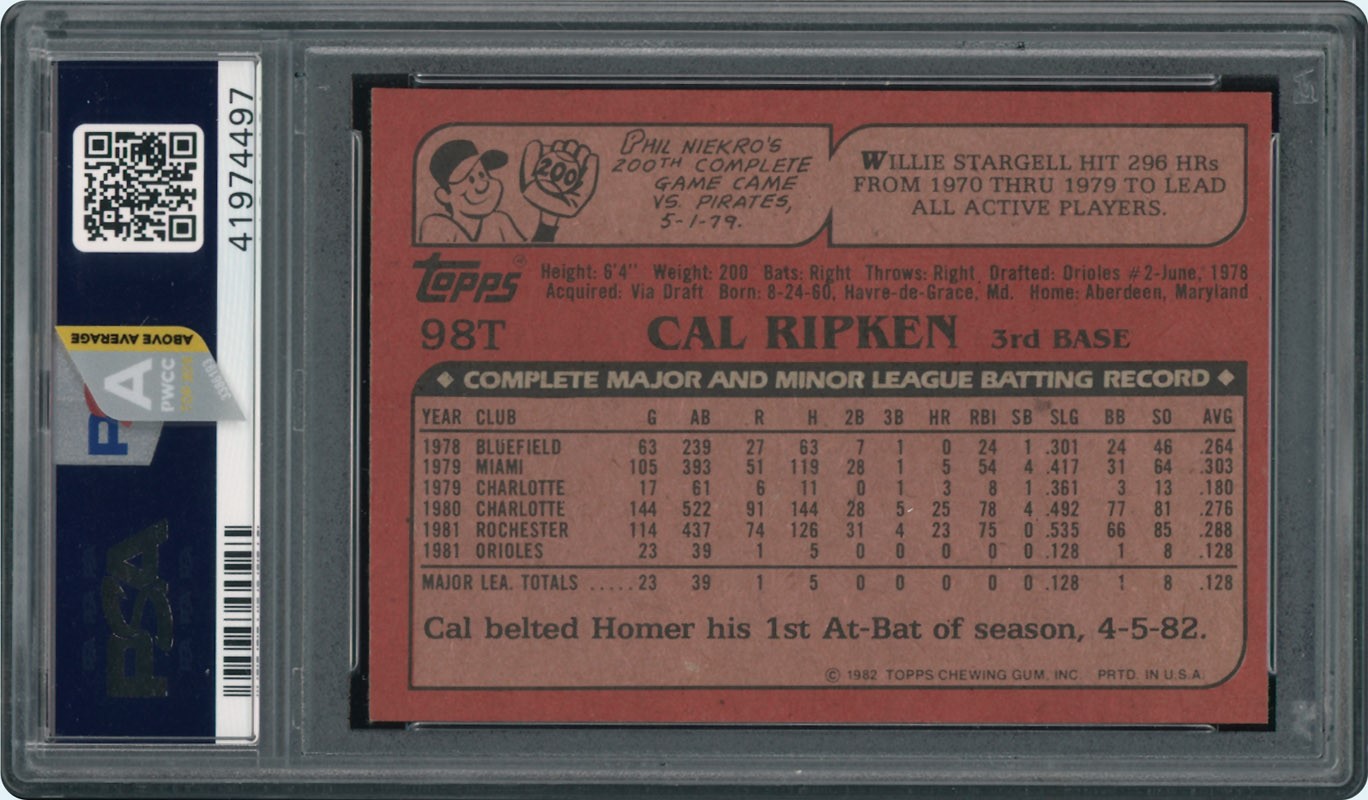 41974497
ABOVE AVERAGE
A
PWCC
PSA
200
PHIL NIEKRO'S
200TH COMPLETE
GAME CAME
VS. PIRATES,
5-1-79.
WILLIE STARGELL HIT 296 HRs
FROM 1970 THRU 1979 TO LEAD
ALL ACTIVE PLAYERS.
TOPPS® Height: 6'4" Weight: 200 Bats: Right Throws: Right Drafted: Orioles #2-June, 1978
Acquired: Via Draft Born: 8-24-60, Havre-de-Grace, Md. Home: Aberdeen, Maryland
98T CAL RIPKEN 3rd BASE
◆ COMPLETE MAJOR AND MINOR LEAGUE BATTING RECORD ◆
YEAR CLUB G AB R H 2B 3B HR RBI SB SLG BB SO AVG
1978 BLUEFIELD 63 239 27 63 7 1 0 24 1 .301 24 46 .264
1979 MIAMI 105 393 51 119 28 1 5 54 4 .417 31 64 .303
1979 CHARLOTTE 17 61 6 11 0 1 3 8 1 .361 3 13 .180
1980 CHARLOTTE 144 522 91 144 28 5 25 78 4 .492 77 81 .276
1981 ROCHESTER 114 437 74 126 31 4 23 75 0 .535 66 85 .288
1981 ORIOLES 23 39 1 5 0 0 0 0 0 .128 1 8 .128
MAJOR LEA. TOTALS .....23 39 1 5 0 0 0 0 0 .128 1 8 .128
Cal belted Homer his 1st At-Bat of season, 4-5-82.
© 1982 TOPPS CHEWING GUM, INC. PRTD. IN U.S.A.